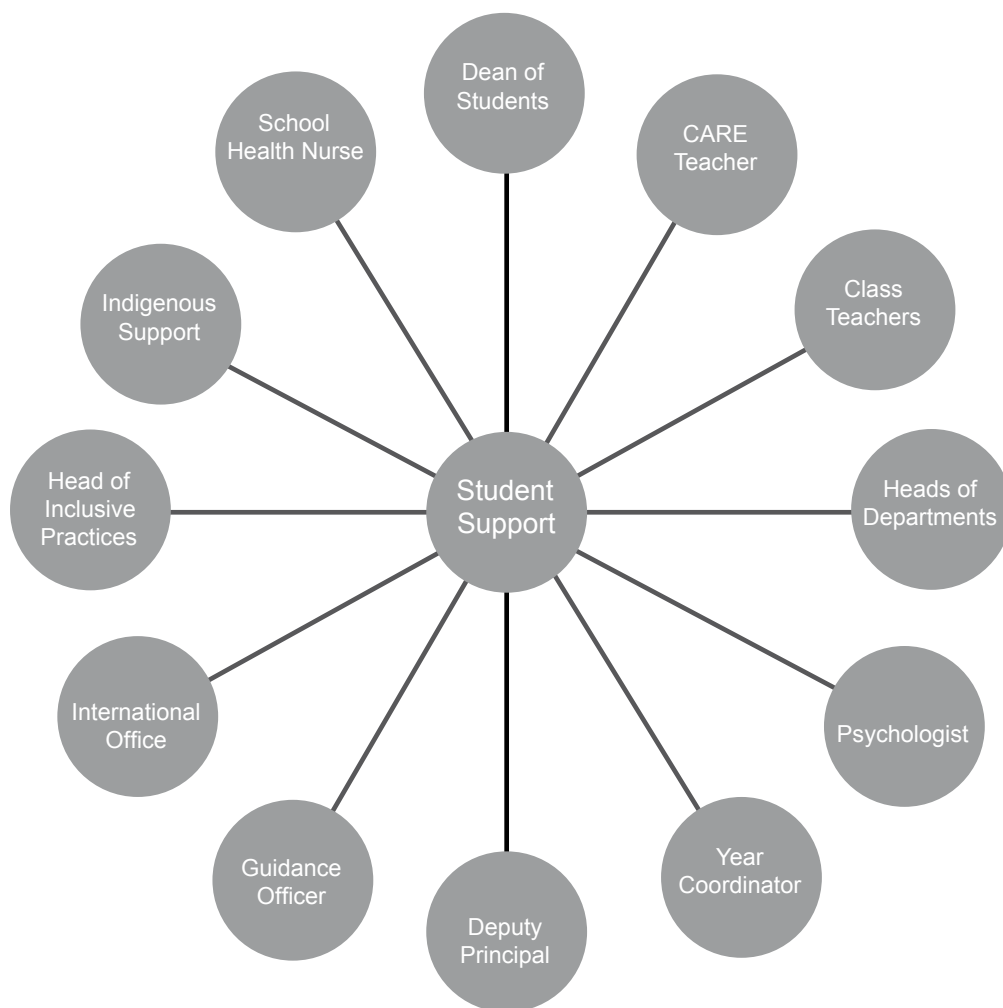 Dean of
Students
CARE
Teacher
Class
Teachers
Heads of
Departments
Psychologist
Year
Coordinator
Deputy
Principal
Guidance
Officer
International
Office
Head of
Inclusive
Practices
Indigenous
Support
School
Health Nurse
Student
Support